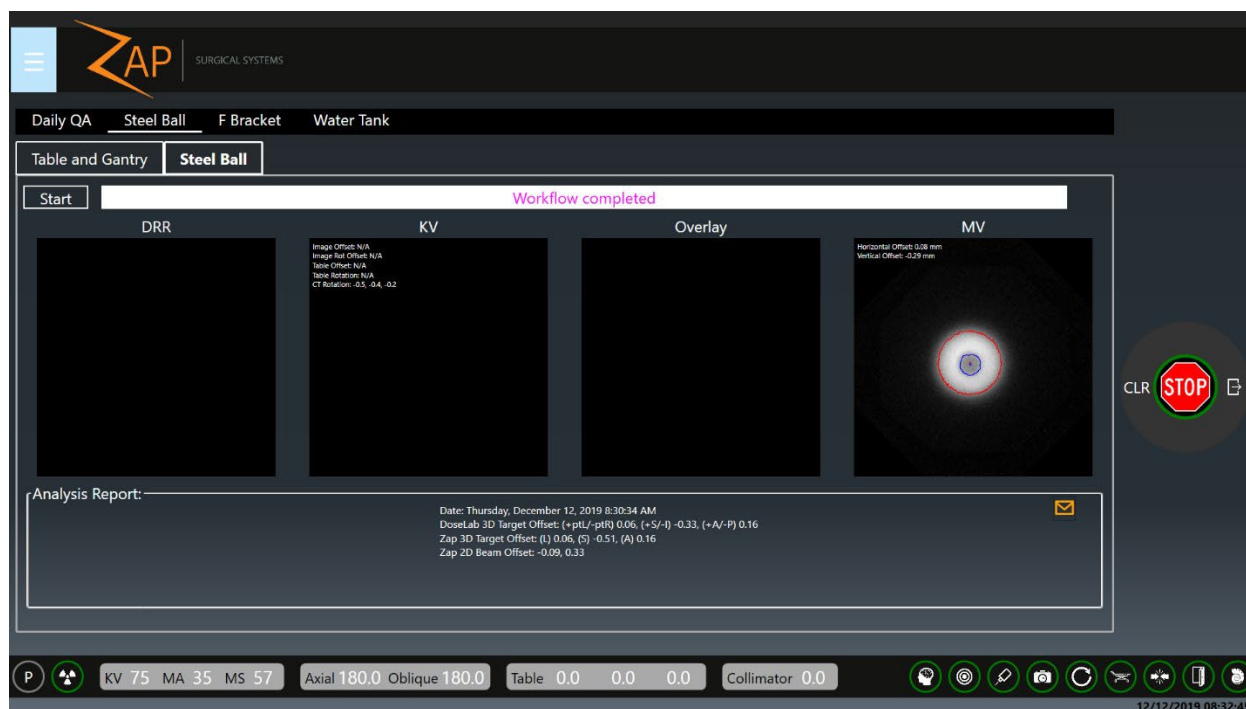 ZAP SURGICAL SYSTEMS
Daily QA Steel Ball F Bracket Water Tank
Table and Gantry Steel Ball
Start Workflow completed
DRR KV Overlay MV
Image Offset: N/A
Image Rot Offset: N/A
Table Offset: N/A
Table Rotation: N/A
CT Rotation: -0.5, -0.4, -0.2
Horizontal Offset: 0.08 mm
Vertical Offset: -0.29 mm
CLR STOP
Analysis Report:
Date: Thursday, December 12, 2019 8:30:34 AM
DoseLab 3D Target Offset: (+ptL/-ptR) 0.06, (+S/-I) -0.33, (+A/-P) 0.16
Zap 3D Target Offset: (L) 0.06, (S) -0.51, (A) 0.16
Zap 2D Beam Offset: -0.09, 0.33
P KV 75 MA 35 MS 57 Axial 180.0 Oblique 180.0 Table 0.0 0.0 0.0 Collimator 0.0
12/12/2019 08:32:45